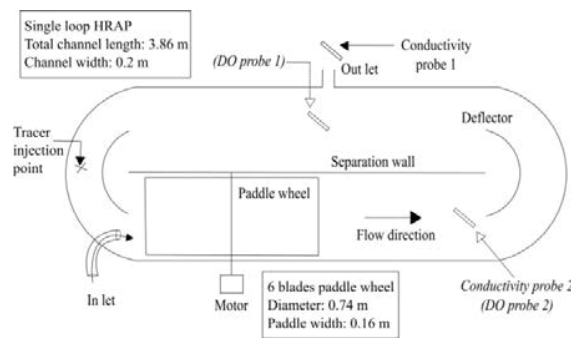 Single loop HRAP
Total channel length: 3.86 m
Channel width: 0.2 m
(DO probe 1)
Out let
Conductivity
probe 1
Deflector
Tracer
injection
point
Separation wall
Paddle wheel
Flow direction
In let
Motor
6 blades paddle wheel
Diameter: 0.74 m
Paddle width: 0.16 m
Conductivity probe 2
(DO probe 2)